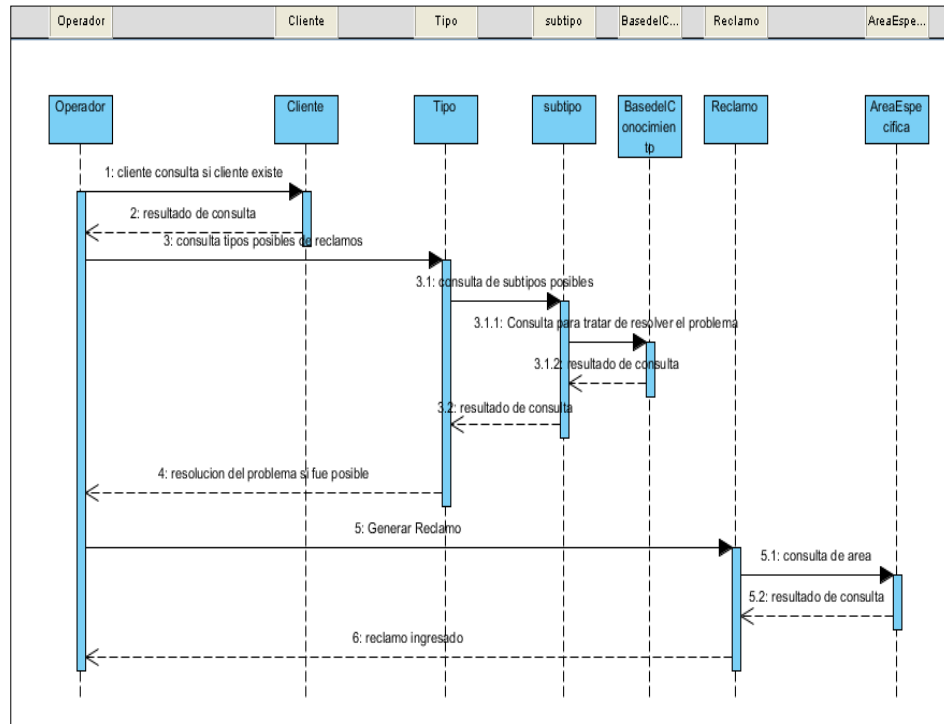 Operador
Cliente
Tipo
subtipo
BasedelC...
Reclamo
AreaEspe...
Operador
Cliente
Tipo
subtipo
BasedelC
onocimien
to
Reclamo
AreaEspe
cifica
1: cliente consulta si cliente existe
2: resultado de consulta
3: consulta tipos posibles de reclamos
3.1: consulta de subtipos posibles
3.1.1: Consulta para tratar de resolver el problema
3.1.2: resultado de consulta
3.2: resultado de consulta
4: resolucion del problema si fue posible
5: Generar Reclamo
5.1: consulta de area
5.2: resultado de consulta
6: reclamo ingresado